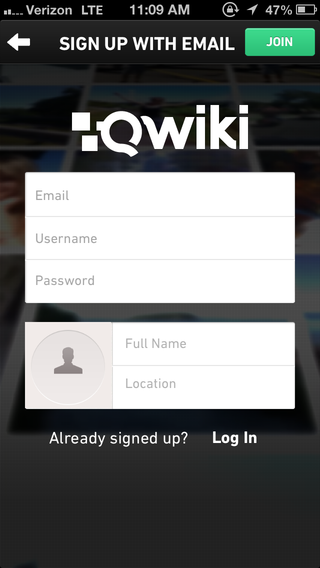 Verizon LTE 11:09 AM 47%
SIGN UP WITH EMAIL JOIN
Qwiki
Email
Username
Password
Full Name
Location
Already signed up? Log In